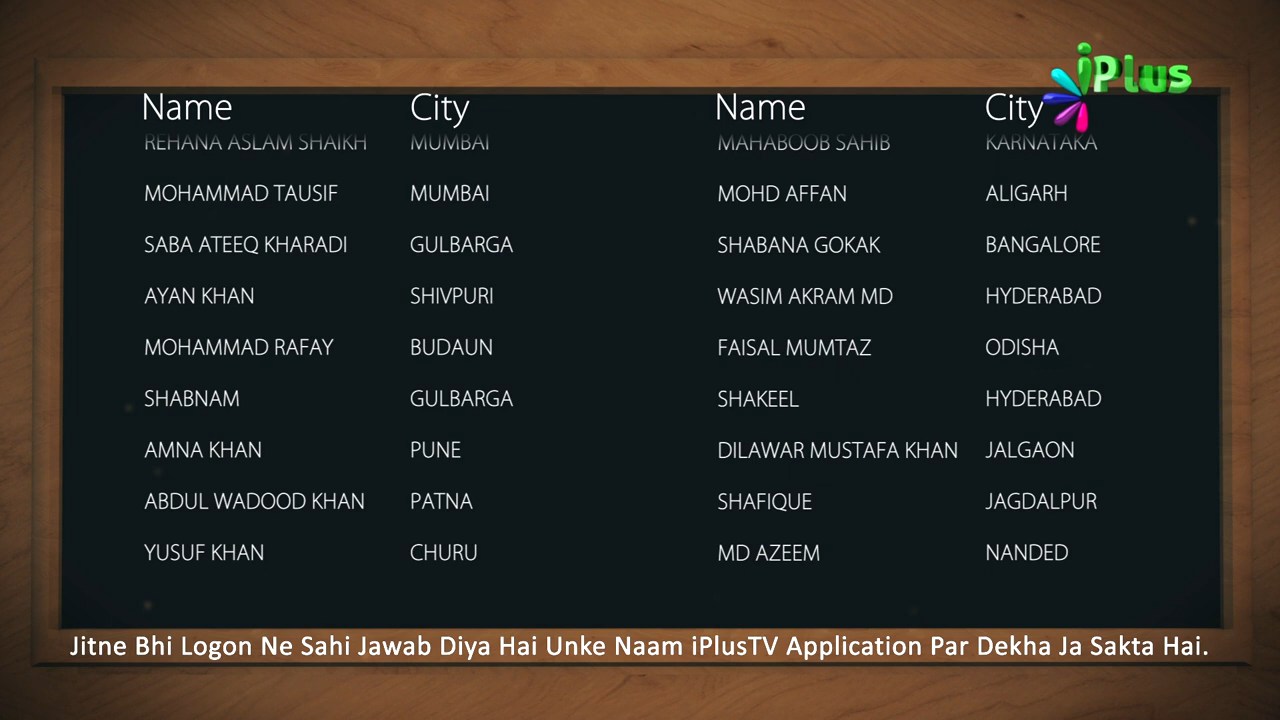 iPlus
Name City Name City
REHANA ASLAM SHAIKH MUMBAI MAHABOOB SAHIB KARNATAKA
MOHAMMAD TAUSIF MUMBAI MOHD AFFAN ALIGARH
SABA ATEEQ KHARADI GULBARGA SHABANA GOKAK BANGALORE
AYAN KHAN SHIVPURI WASIM AKRAM MD HYDERABAD
MOHAMMAD RAFAY BUDAUN FAISAL MUMTAZ ODISHA
SHABNAM GULBARGA SHAKEEL HYDERABAD
AMNA KHAN PUNE DILAWAR MUSTAFA KHAN JALGAON
ABDUL WADOOD KHAN PATNA SHAFIQUE JAGDALPUR
YUSUF KHAN CHURU MD AZEEM NANDED
Jitne Bhi Logon Ne Sahi Jawab Diya Hai Unke Naam iPlusTV Application Par Dekha Ja Sakta Hai.